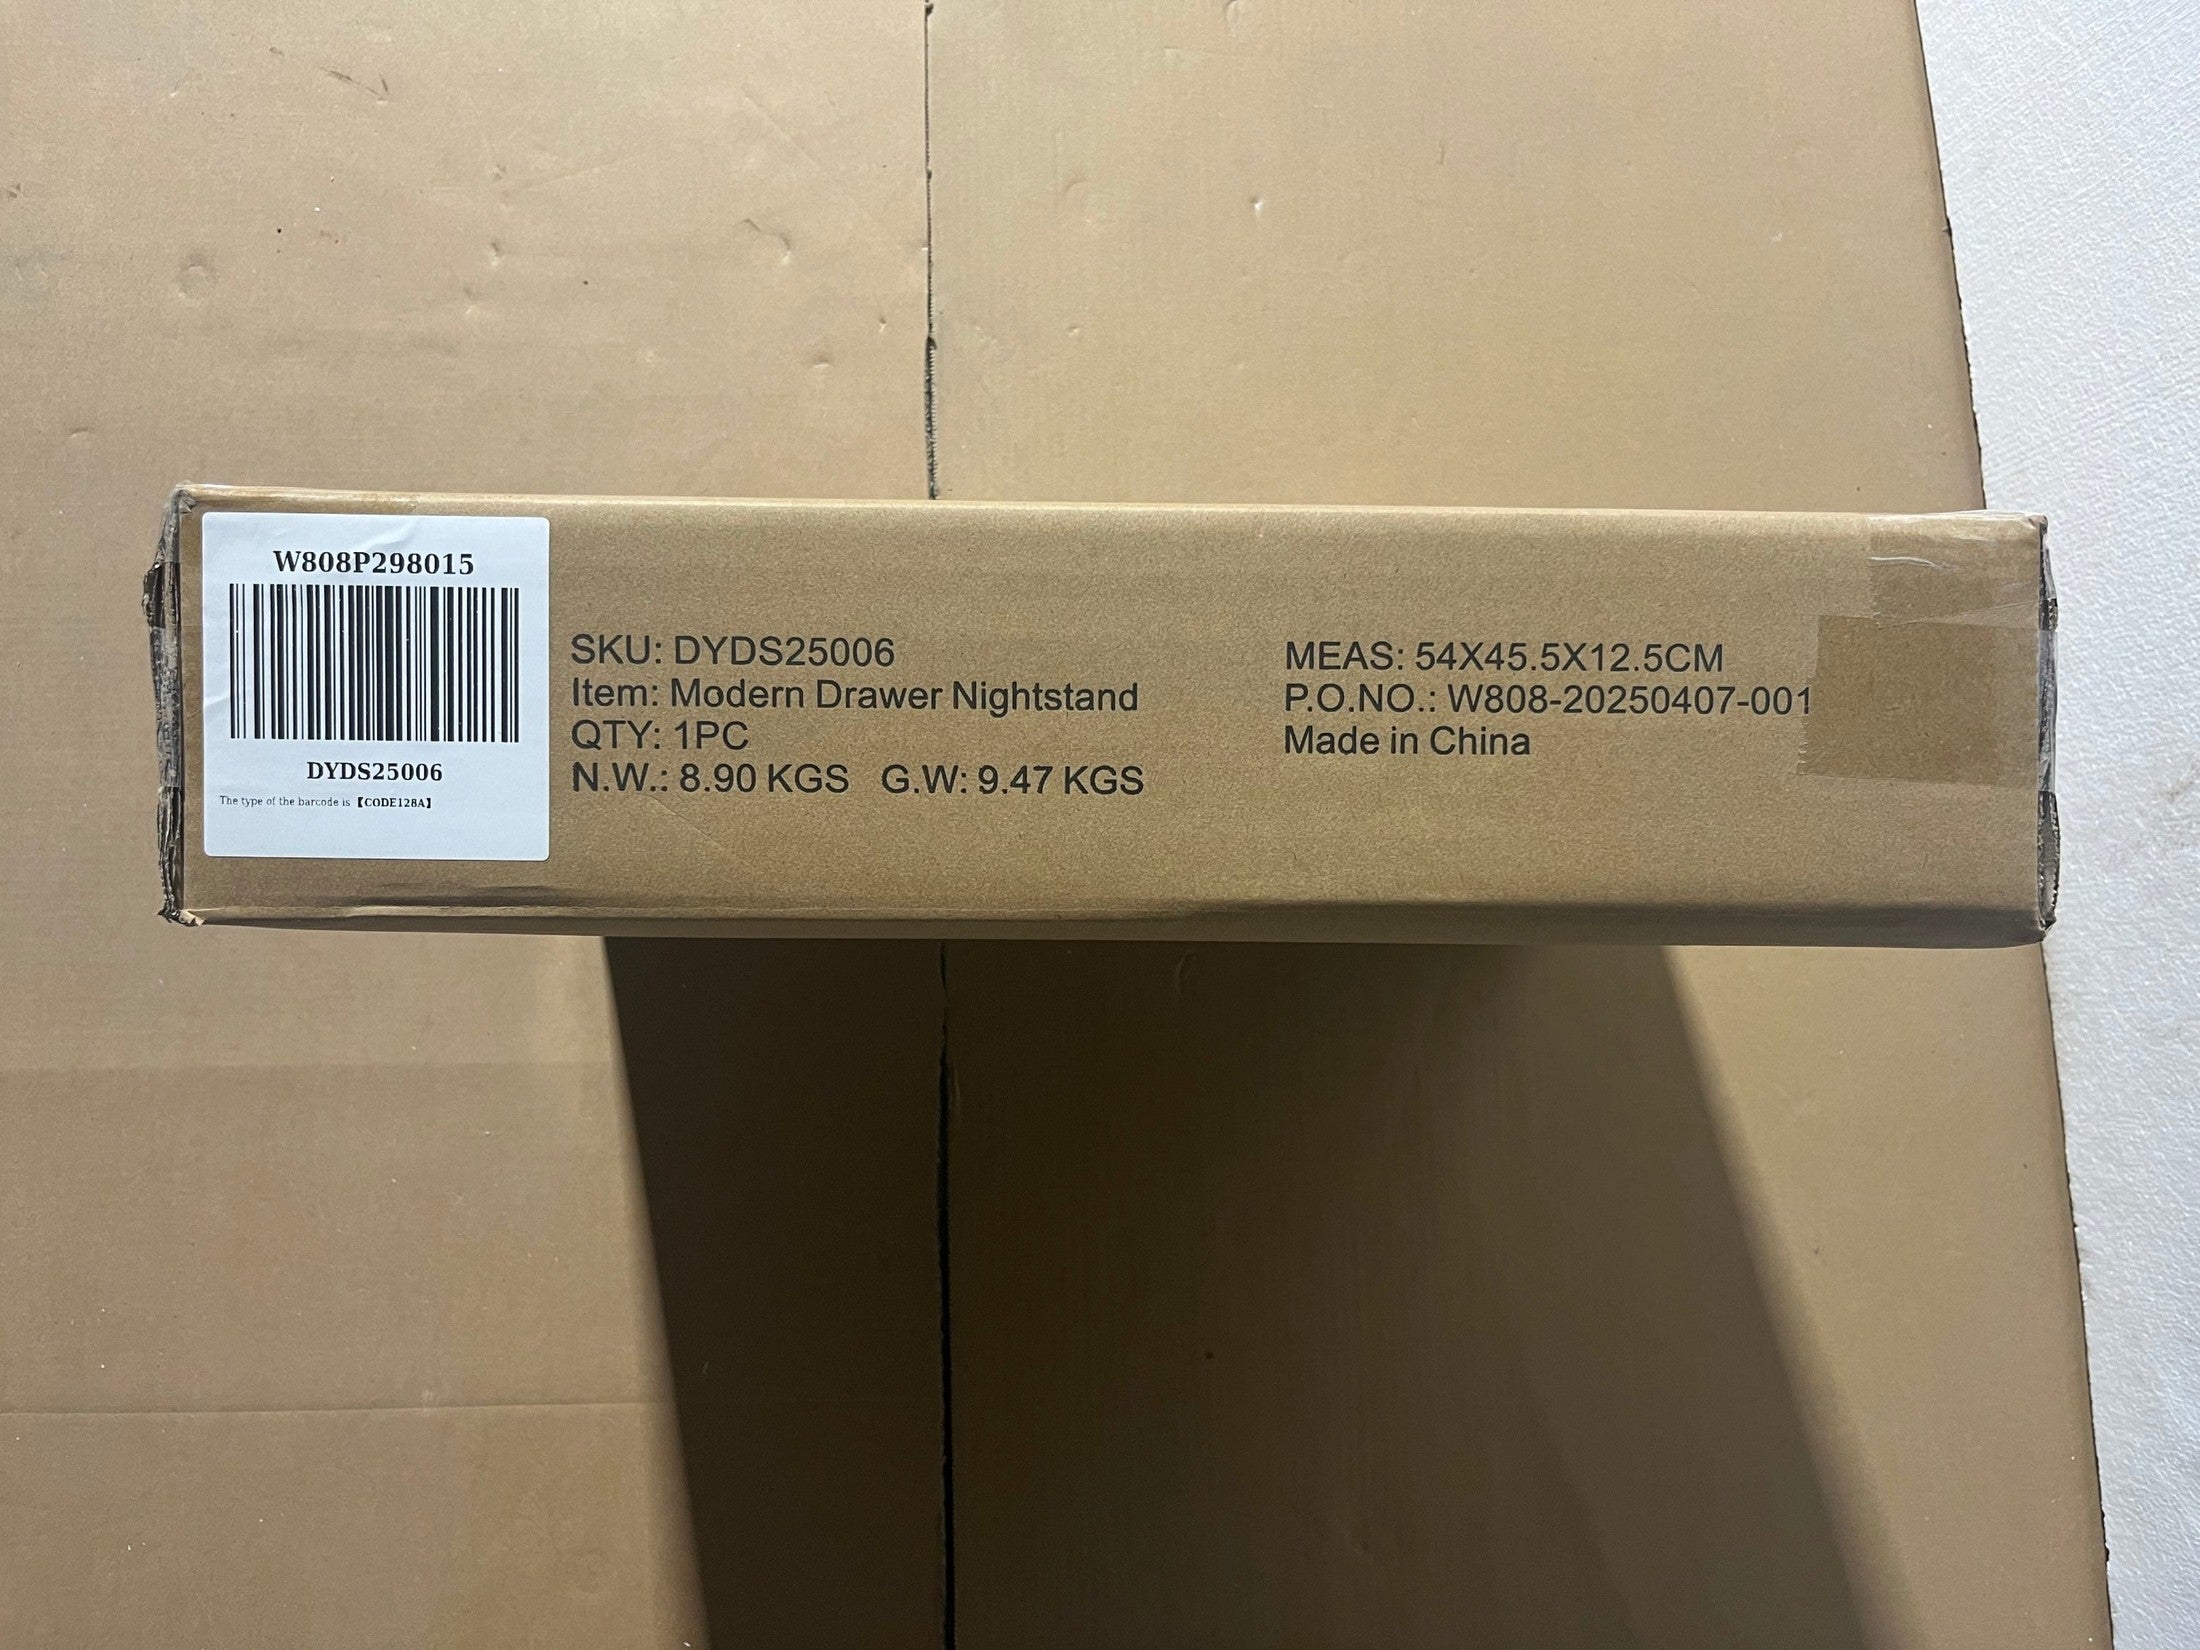 W808P298015
DYDS25006
The type of the barcode is 【CODE128A】
SKU: DYDS25006
Item: Modern Drawer Nightstand
QTY: 1PC
N.W.: 8.90 KGS G.W: 9.47 KGS
MEAS: 54X45.5X12.5CM
P.O.NO.: W808-20250407-001
Made in China